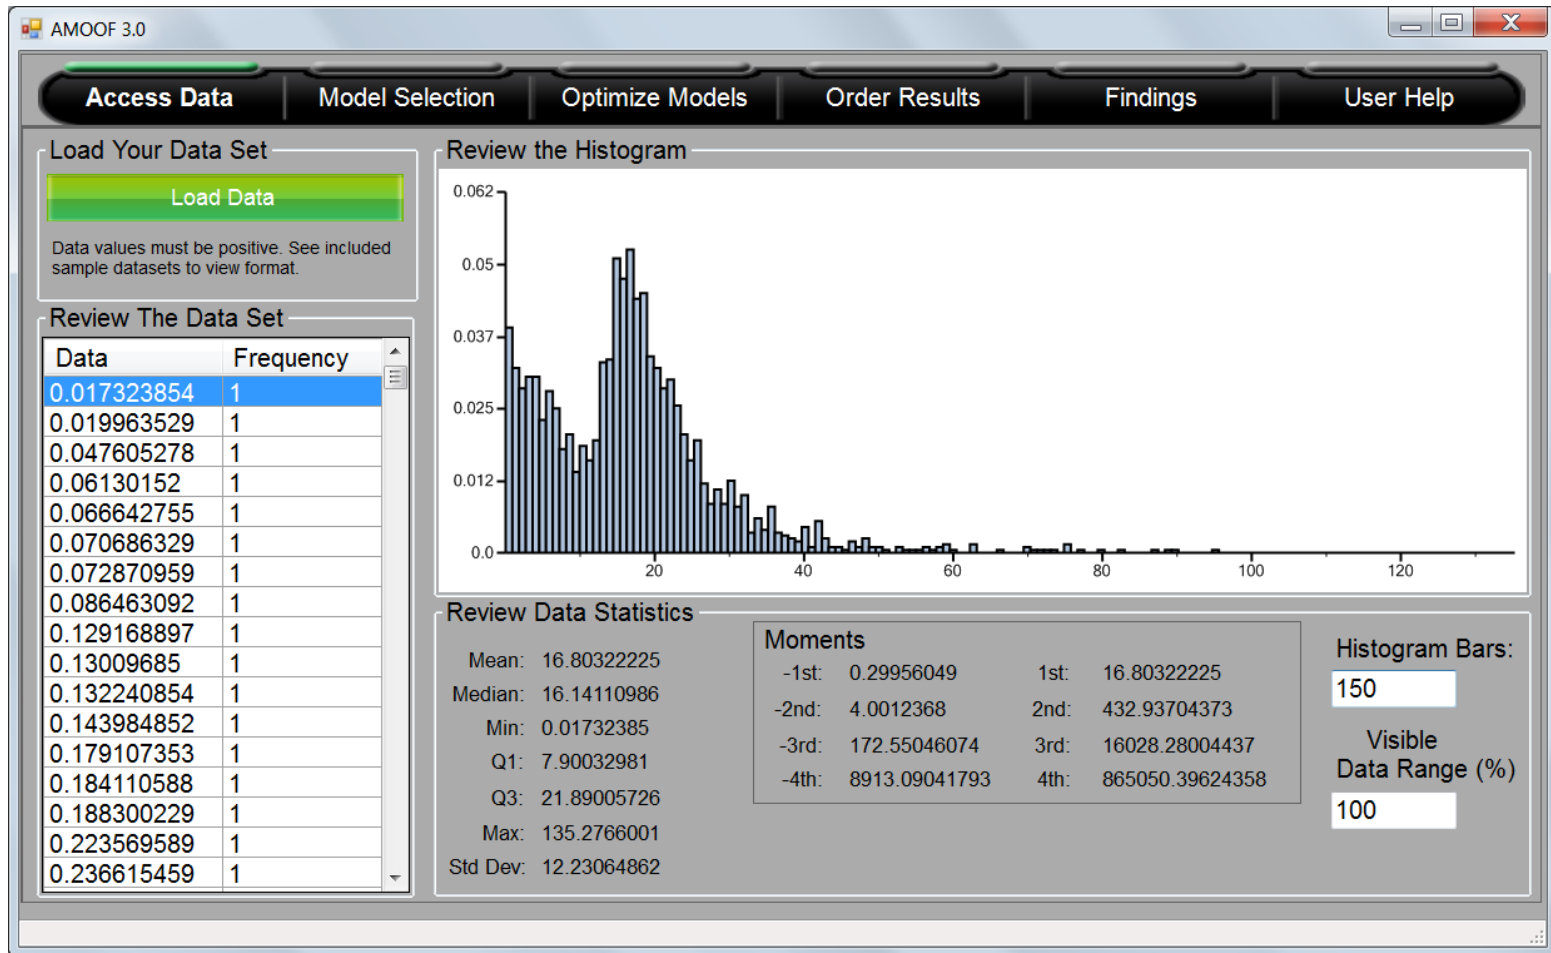 AMOOF 3.0
Access Data Model Selection Optimize Models Order Results Findings User Help
Load Your Data Set
Load Data
Data values must be positive. See included
sample datasets to view format.
Review The Data Set
Data Frequency
0.017323854 1
0.019963529 1
0.047605278 1
0.06130152 1
0.066642755 1
0.070686329 1
0.072870959 1
0.086463092 1
0.129168897 1
0.13009685 1
0.132240854 1
0.143984852 1
0.179107353 1
0.184110588 1
0.188300229 1
0.223569589 1
0.236615459 1
Review the Histogram
0.062
0.05
0.037
0.025
0.012
0.0
20 40 60 80 100 120
Review Data Statistics
Mean: 16.80322225
Median: 16.14110986
Min: 0.01732385
Q1: 7.90032981
Q3: 21.89005726
Max: 135.2766001
Std Dev: 12.23064862
Moments
-1st: 0.29956049 1st: 16.80322225
-2nd: 4.0012368 2nd: 432.93704373
-3rd: 172.55046074 3rd: 16028.28004437
-4th: 8913.09041793 4th: 865050.39624358
Histogram Bars:
150
Visible
Data Range (%)
100